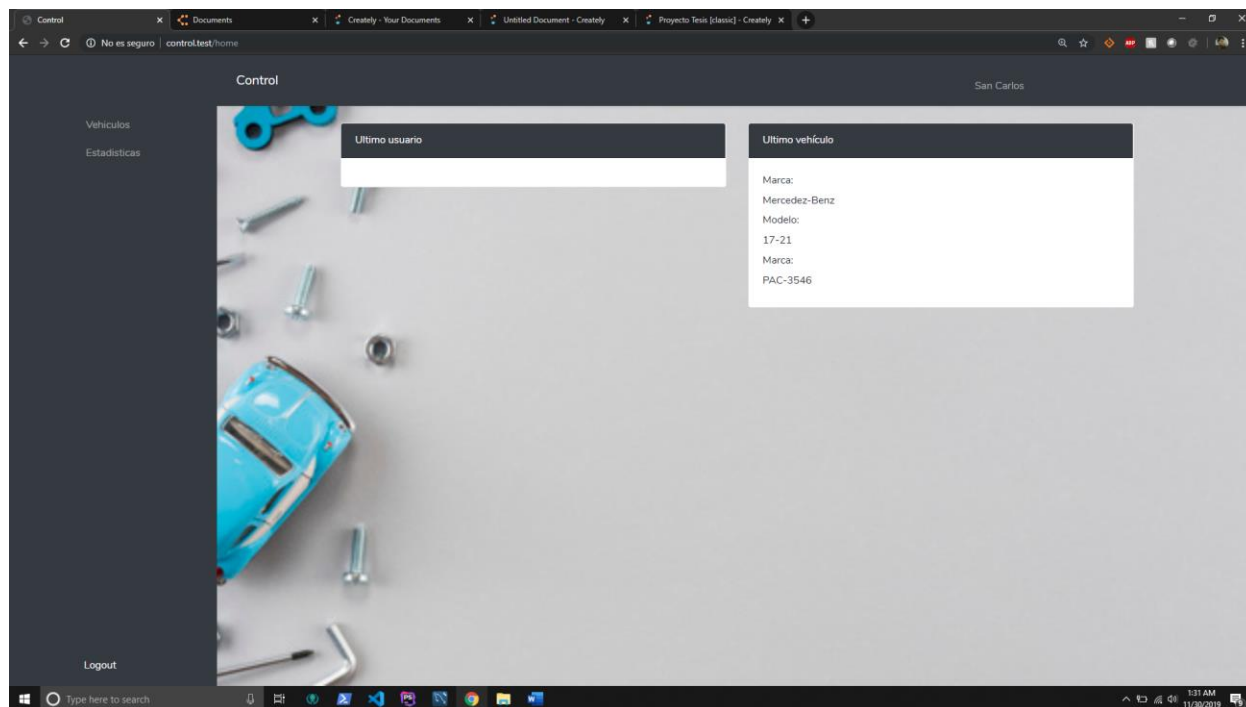 Control
Documents
Creately - Your Documents
Untitled Document - Creately
Proyecto Tesis [classic] - Creately
No es seguro
control.test/home
ABP
Control
San Carlos
Vehiculos
Estadisticas
Ultimo usuario
Ultimo vehículo
Marca:
Mercedez-Benz
Modelo:
17-21
Marca:
PAC-3546
Logout
Type here to search
1:31 AM
11/30/2019